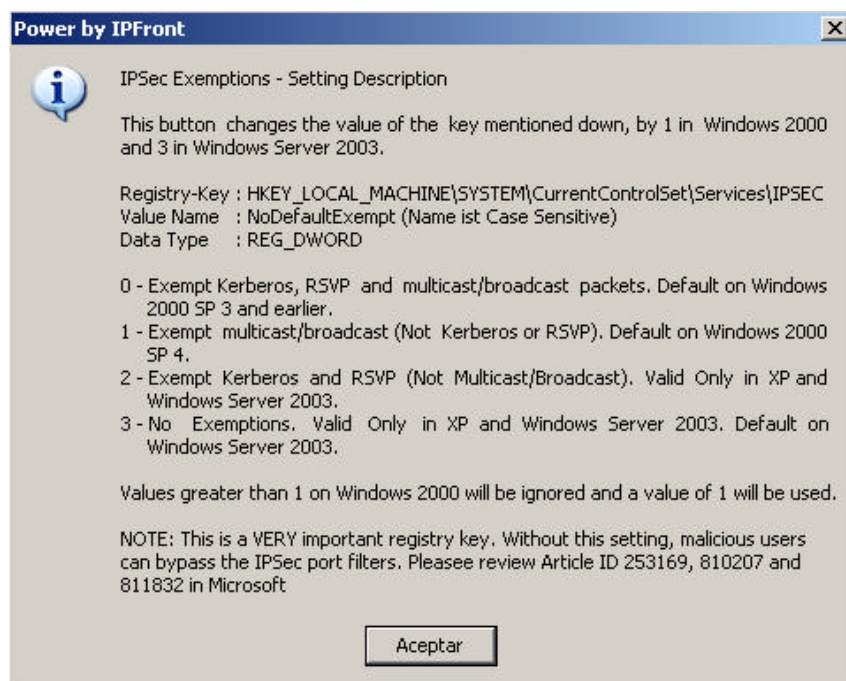 Power by IPFront
IPSec Exemptions - Setting Description
This button changes the value of the key mentioned down, by 1 in Windows 2000
and 3 in Windows Server 2003.
Registry-Key : HKEY_LOCAL_MACHINE\SYSTEM\CurrentControlSet\Services\IPSEC
Value Name : NoDefaultExempt (Name ist Case Sensitive)
Data Type : REG_DWORD
0 - Exempt Kerberos, RSVP and multicast/broadcast packets. Default on Windows
2000 SP 3 and earlier.
1 - Exempt multicast/broadcast (Not Kerberos or RSVP). Default on Windows 2000
SP 4.
2 - Exempt Kerberos and RSVP (Not Multicast/Broadcast). Valid Only in XP and
Windows Server 2003.
3 - No Exemptions. Valid Only in XP and Windows Server 2003. Default on
Windows Server 2003.
Values greater than 1 on Windows 2000 will be ignored and a value of 1 will be used.
NOTE: This is a VERY important registry key. Without this setting, malicious users
can bypass the IPSec port filters. Pleasee review Article ID 253169, 810207 and
811832 in Microsoft
Aceptar